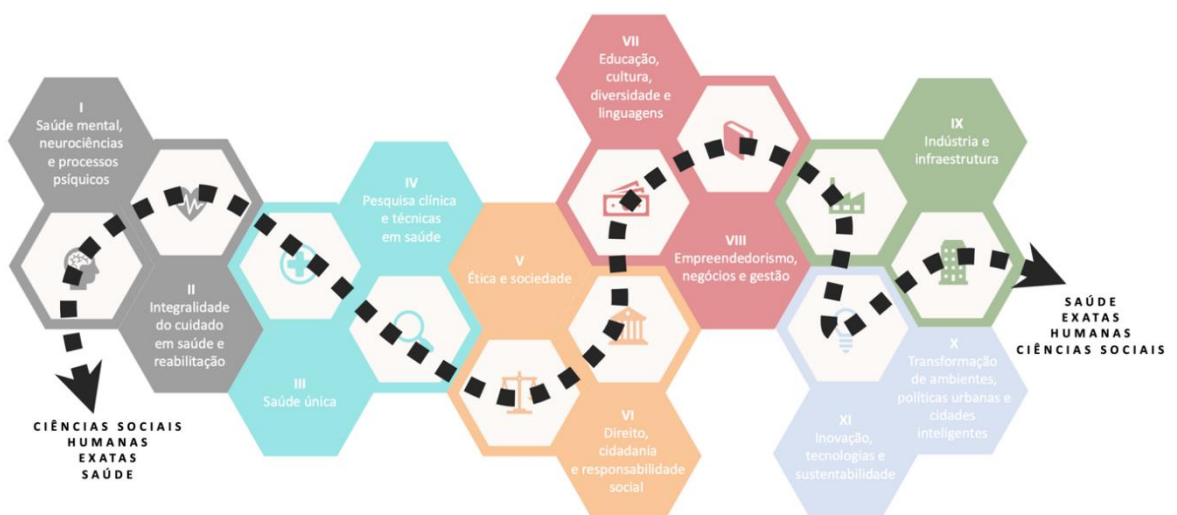 I
Saúde mental,
neurociências
e processos
psíquicos
II
Integralidade
do cuidado
em saúde e
reabilitação
III
Saúde única
IV
Pesquisa clínica
e técnicas
em saúde
V
Ética e sociedade
VI
Direito,
cidadania
e responsabilidade
social
VII
Educação,
cultura,
diversidade e
linguagens
VIII
Empreendedorismo,
negócios e gestão
IX
Indústria e
infraestrutura
X
Transformação
de ambientes,
políticas urbanas e
cidades
inteligentes
XI
Inovação,
tecnologias e
sustentabilidade
CIÊNCIAS SOCIAIS
HUMANAS
EXATAS
SAÚDE
SAÚDE
EXATAS
HUMANAS
CIÊNCIAS SOCIAIS